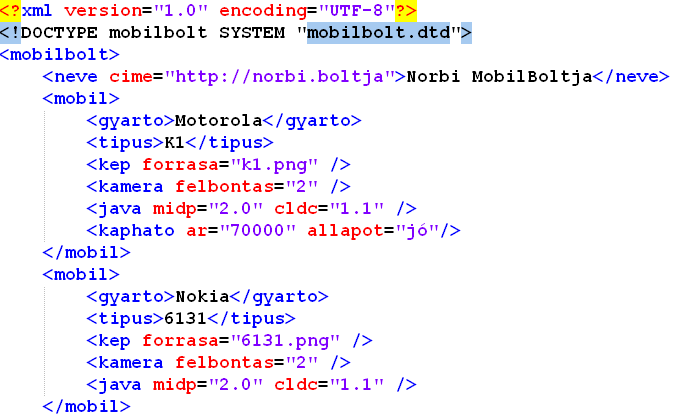 <?xml version="1.0" encoding="UTF-8"?>
<!DOCTYPE mobilbolt SYSTEM "mobilbolt.dtd">
<mobilbolt>
<neve cime="http://norbi.boltja">Norbi MobilBoltja</neve>
<mobil>
<gyarto>Motorola</gyarto>
<tipus>K1</tipus>
<kep forrasa="k1.png" />
<kamera felbontas="2" />
<java midp="2.0" cldc="1.1" />
<kaphato ar="70000" allapot="jó"/>
</mobil>
<mobil>
<gyarto>Nokia</gyarto>
<tipus>6131</tipus>
<kep forrasa="6131.png" />
<kamera felbontas="2" />
<java midp="2.0" cldc="1.1" />
</mobil>